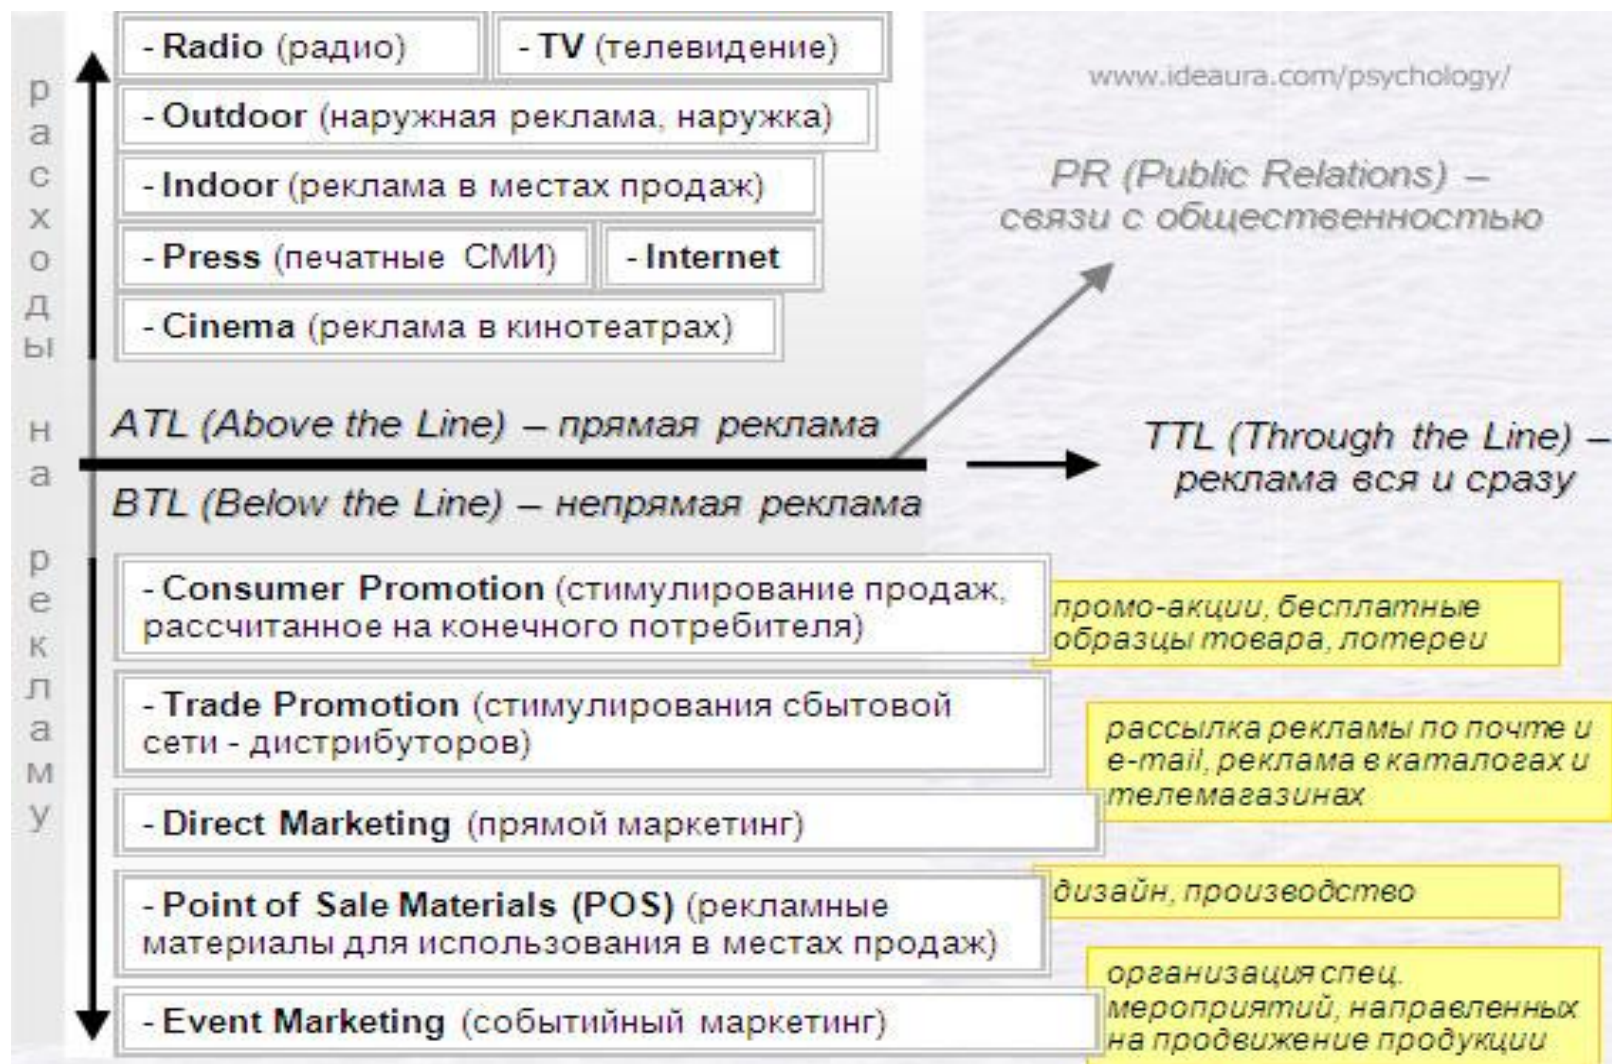 расходы на рекламу
- Radio (радио)
- TV (телевидение)
- Outdoor (наружная реклама, наружка)
- Indoor (реклама в местах продаж)
- Press (печатные СМИ)
- Internet
- Cinema (реклама в кинотеатрах)
www.ideaura.com/psychology/
PR (Public Relations) –
связи с общественностью
ATL (Above the Line) – прямая реклама
BTL (Below the Line) – непрямая реклама
TTL (Through the Line) –
реклама вся и сразу
- Consumer Promotion (стимулирование продаж,
рассчитанное на конечного потребителя)
промо-акции, бесплатные
образцы товара, лотереи
- Trade Promotion (стимулирования сбытовой
сети - дистрибуторов)
- Direct Marketing (прямой маркетинг)
рассылка рекламы по почте и
e-mail, реклама в каталогах и
телемагазинах
- Point of Sale Materials (POS) (рекламные
материалы для использования в местах продаж)
дизайн, производство
- Event Marketing (событийный маркетинг)
организация спец.
мероприятий, направленных
на продвижение продукции